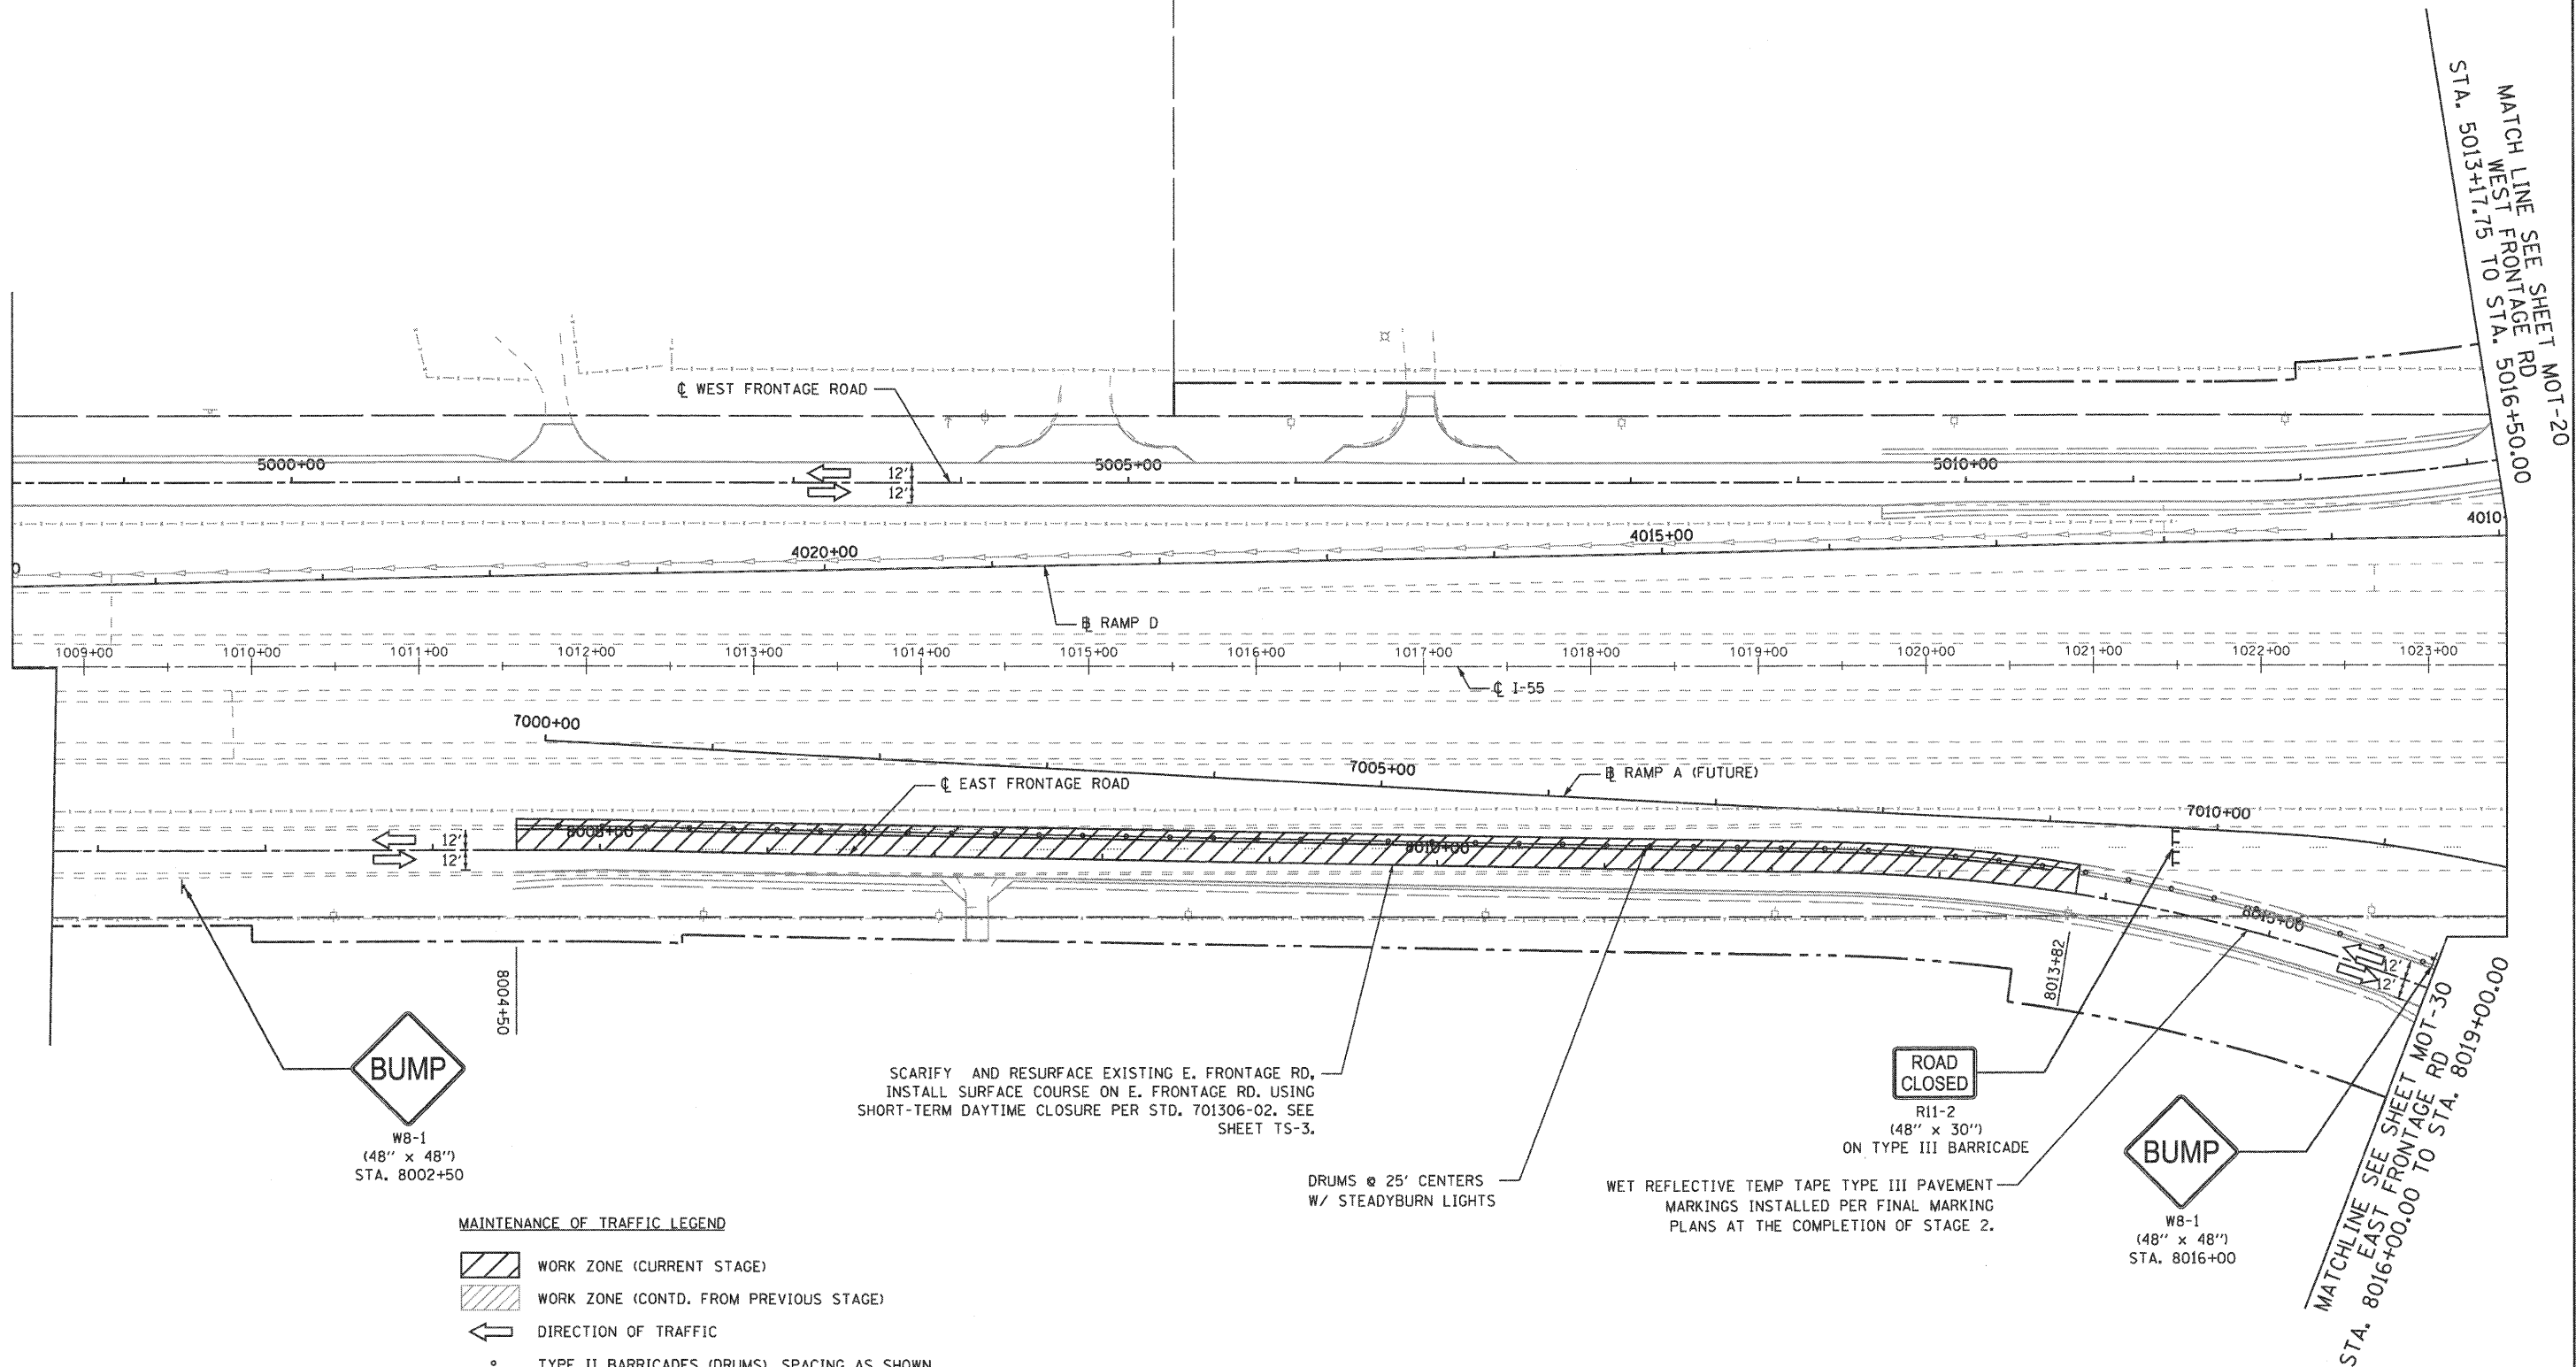 MATCH LINE SEE SHEET MOT-20
WEST FRONTAGE RD
STA. 5013+17.75 TO STA. 5016+50.00
℄ WEST FRONTAGE ROAD
5000+00
5005+00
5010+00
12'
12'
4020+00
4015+00
4010
0
℄ RAMP D
1009+00
1010+00
1011+00
1012+00
1013+00
1014+00
1015+00
1016+00
1017+00
1018+00
1019+00
1020+00
1021+00
1022+00
1023+00
℄ I-55
7000+00
7005+00
7010+00
℄ EAST FRONTAGE ROAD
RAMP A (FUTURE)
12'
12'
8010+00
8015+00
12'
12'
8004+50
8013+82
BUMP
W8-1
(48" x 48")
STA. 8002+50
SCARIFY AND RESURFACE EXISTING E. FRONTAGE RD,
INSTALL SURFACE COURSE ON E. FRONTAGE RD. USING
SHORT-TERM DAYTIME CLOSURE PER STD. 701306-02. SEE
SHEET TS-3.
DRUMS @ 25' CENTERS
W/ STEADYBURN LIGHTS
ROAD
CLOSED
R11-2
(48" x 30")
ON TYPE III BARRICADE
WET REFLECTIVE TEMP TAPE TYPE III PAVEMENT
MARKINGS INSTALLED PER FINAL MARKING
PLANS AT THE COMPLETION OF STAGE 2.
BUMP
W8-1
(48" x 48")
STA. 8016+00
MATCHLINE SEE SHEET MOT-30
EAST FRONTAGE RD
STA. 8016+00.00 TO STA. 8019+00.00
MAINTENANCE OF TRAFFIC LEGEND
WORK ZONE (CURRENT STAGE)
WORK ZONE (CONTD. FROM PREVIOUS STAGE)
DIRECTION OF TRAFFIC
TYPE II BARRICADES (DRUMS), SPACING AS SHOWN